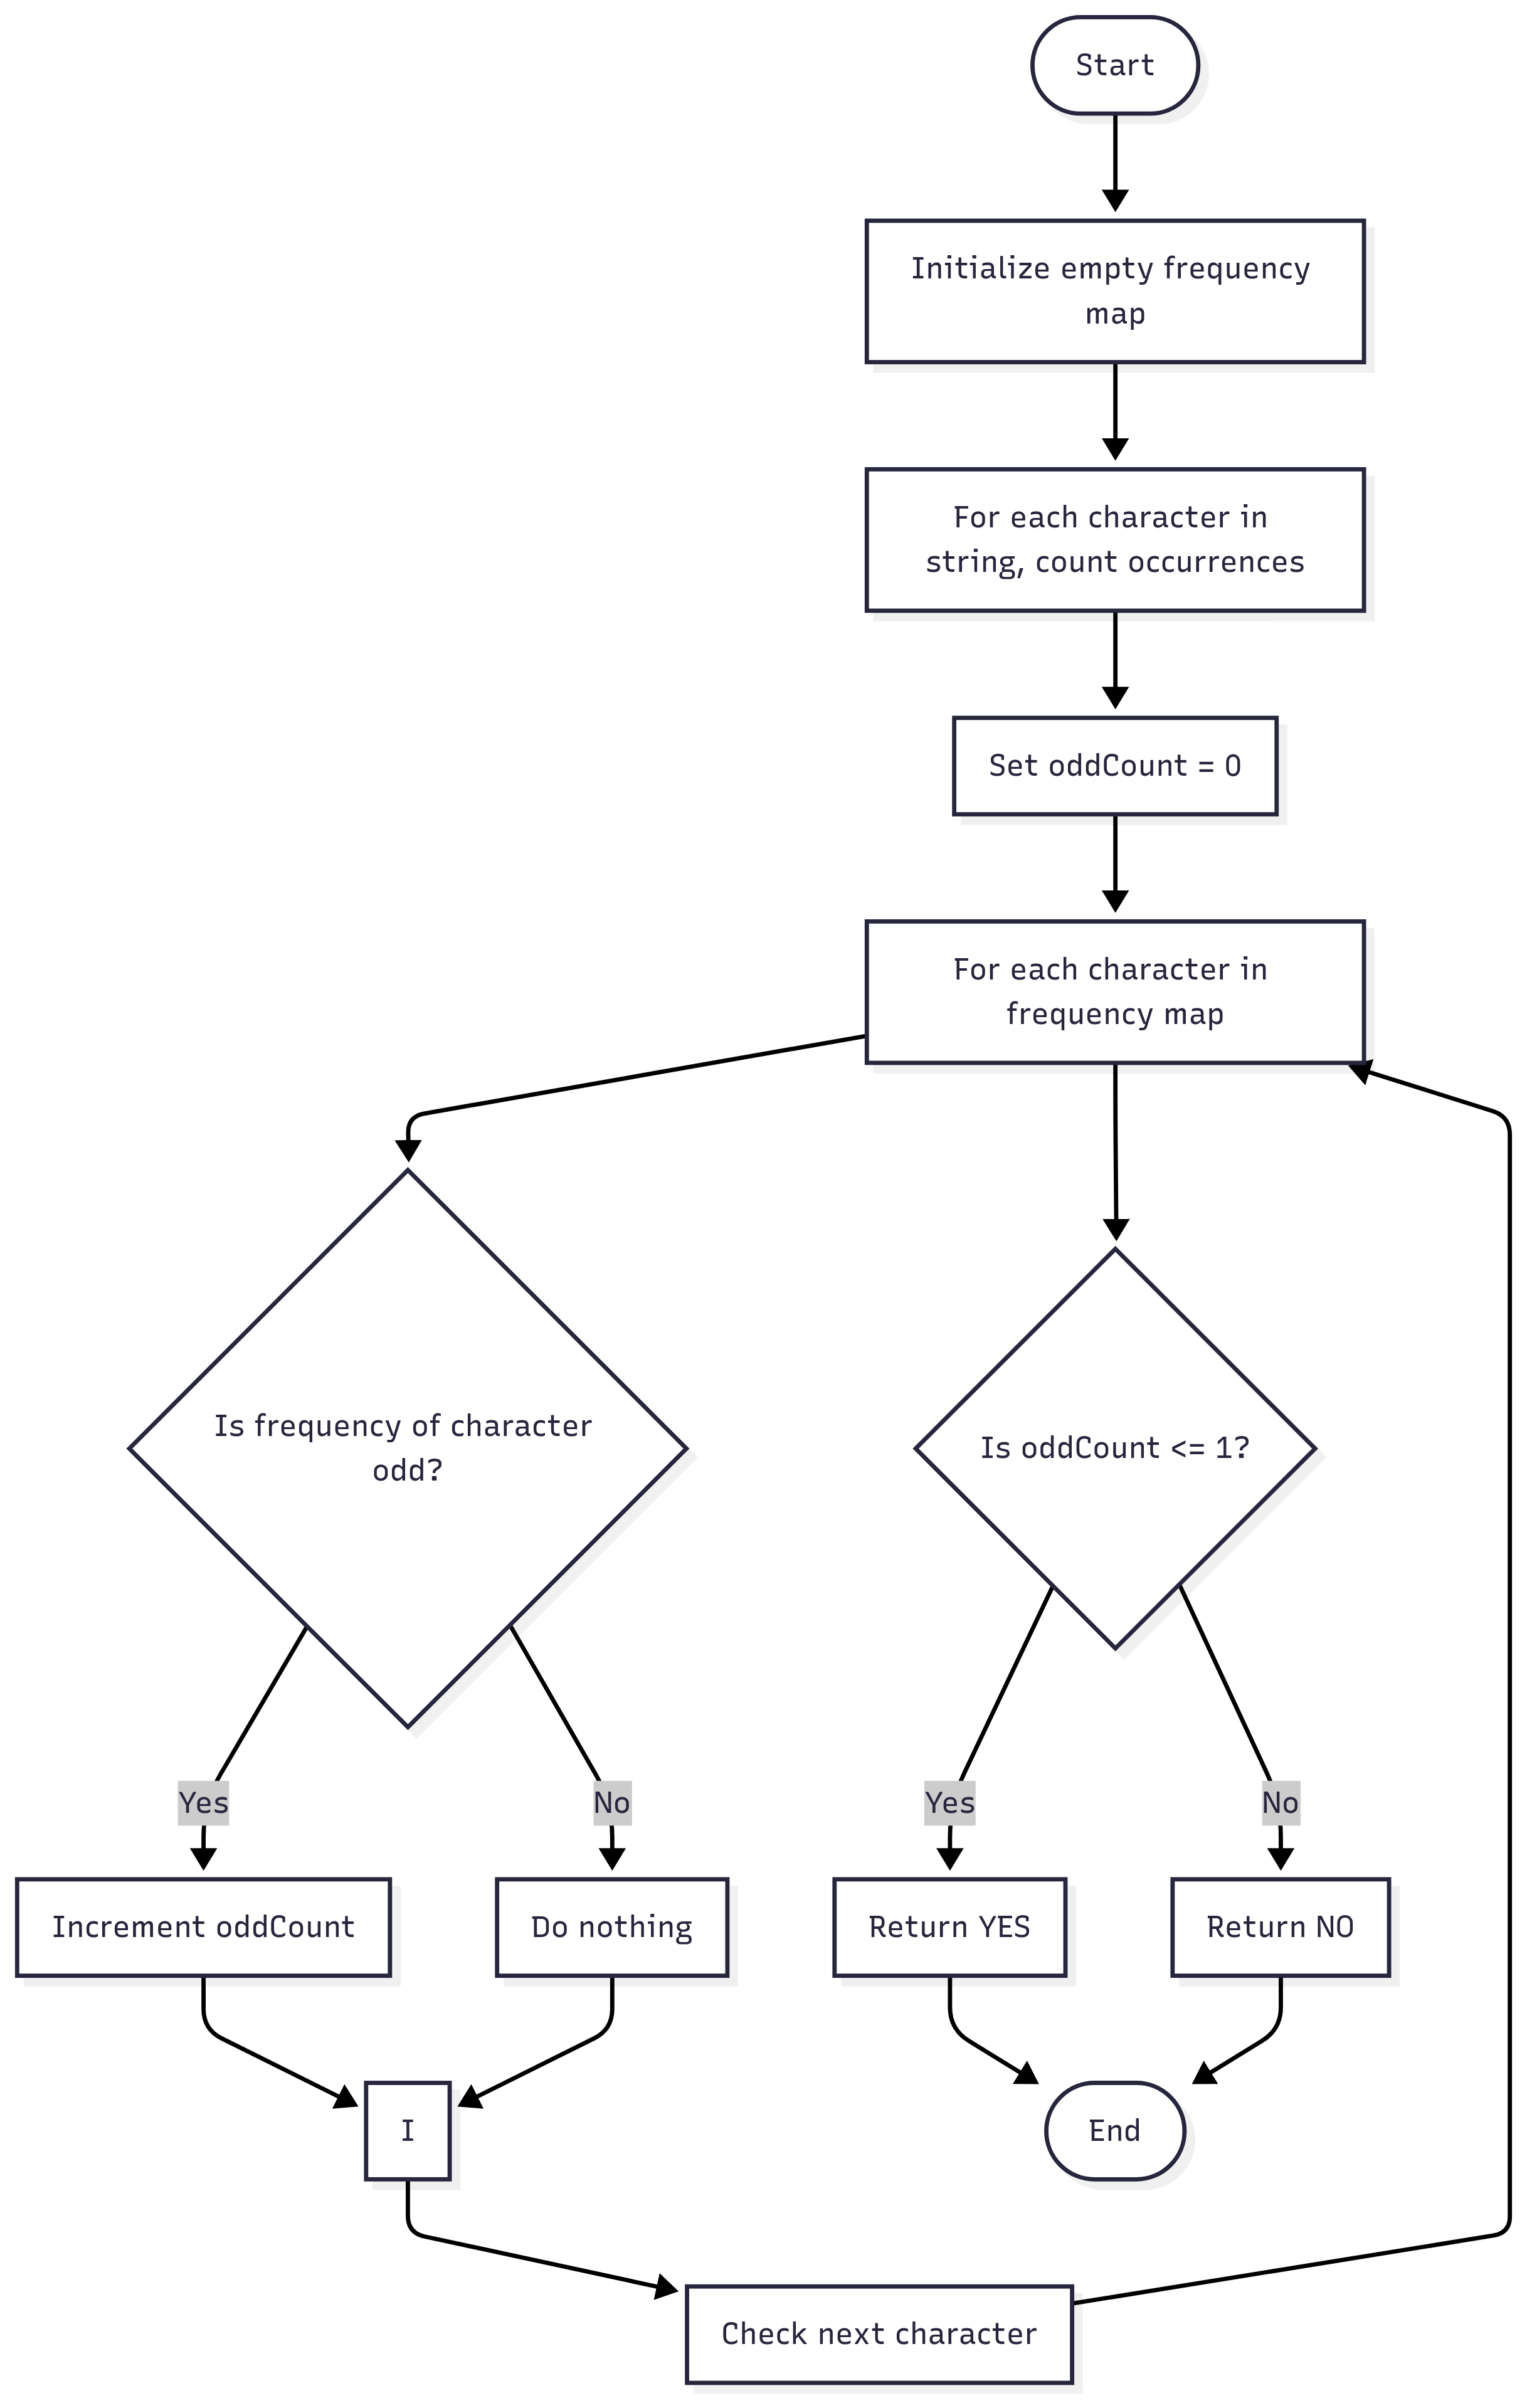 Start
Initialize empty frequency
map
For each character in
string, count occurrences
Set oddCount = 0
For each character in
frequency map
Is frequency of character
odd?
Is oddCount <= 1?
Yes
No
Yes
No
Increment oddCount
Do nothing
Return YES
Return NO
I
End
Check next character